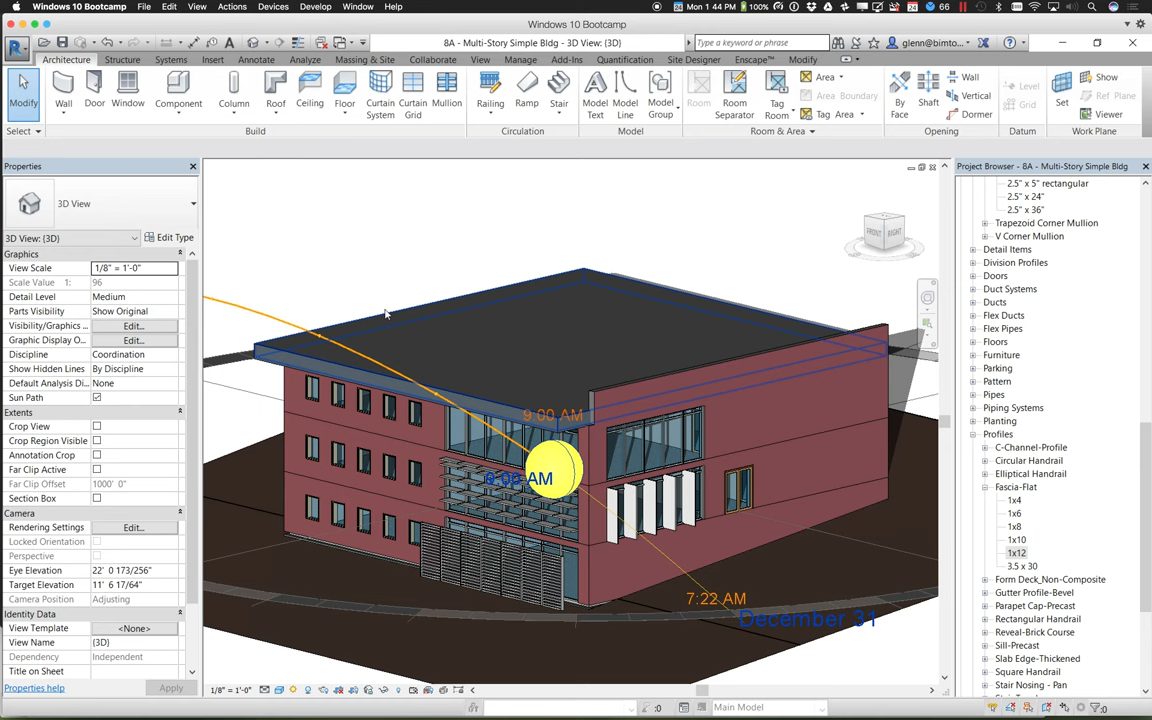 Windows 10 Bootcamp File Edit View Actions Devices Develop Window Help
24 Mon 1 44 PM 100% 24 66
Windows 10 Bootcamp
8A - Multi-Story Simple Bldg - 3D View: {3D} Type a keyword or phrase glenn@bimto...
Architecture Structure Systems Insert Annotate Analyze Massing & Site Collaborate View Manage Add-Ins Quantification Site Designer Enscape™ Modify
Modify Wall Door Window Component Column Roof Ceiling Floor Curtain System Curtain Grid Mullion Railing Ramp Stair Model Text Model Line Model Group Room Room Separator Tag Room
Area
Area Boundary
Tag Area
By Face Shaft Wall
Vertical
Dormer
Level
Grid
Set Show
Ref Plane
Viewer
Select Build Circulation Model Room & Area Opening Datum Work Plane
Properties
3D View
3D View: {3D} Edit Type
Graphics
View Scale 1/8" = 1'-0"
Scale Value 1: 96
Detail Level Medium
Parts Visibility Show Original
Visibility/Graphics ... Edit...
Graphic Display O... Edit...
Discipline Coordination
Show Hidden Lines By Discipline
Default Analysis Di... None
Sun Path
Extents
Crop View
Crop Region Visible
Annotation Crop
Far Clip Active
Far Clip Offset 1000' 0"
Section Box
Camera
Rendering Settings Edit...
Locked Orientation
Perspective
Eye Elevation 22' 0 173/256"
Target Elevation 11' 6 17/64"
Camera Position Adjusting
Identity Data
View Template <None>
View Name {3D}
Dependency Independent
Title on Sheet
Properties help Apply
FRONT RIGHT
9:00 AM
9:00 AM
7:22 AM
December 31
1/8" = 1'-0"
:0 Main Model :0
Project Browser - 8A - Multi-Story Simple Bldg
2.5" x 5" rectangular
2.5" x 24"
2.5" x 36"
Trapezoid Corner Mullion
V Corner Mullion
Detail Items
Division Profiles
Doors
Duct Systems
Ducts
Flex Ducts
Flex Pipes
Floors
Furniture
Parking
Pattern
Pipes
Piping Systems
Planting
Profiles
C-Channel-Profile
Circular Handrail
Elliptical Handrail
Fascia-Flat
1x4
1x6
1x8
1x10
1x12
3.5 x 30
Form Deck_Non-Composite
Gutter Profile-Bevel
Parapet Cap-Precast
Rectangular Handrail
Reveal-Brick Course
Sill-Precast
Slab Edge-Thickened
Square Handrail
Stair Nosing - Pan